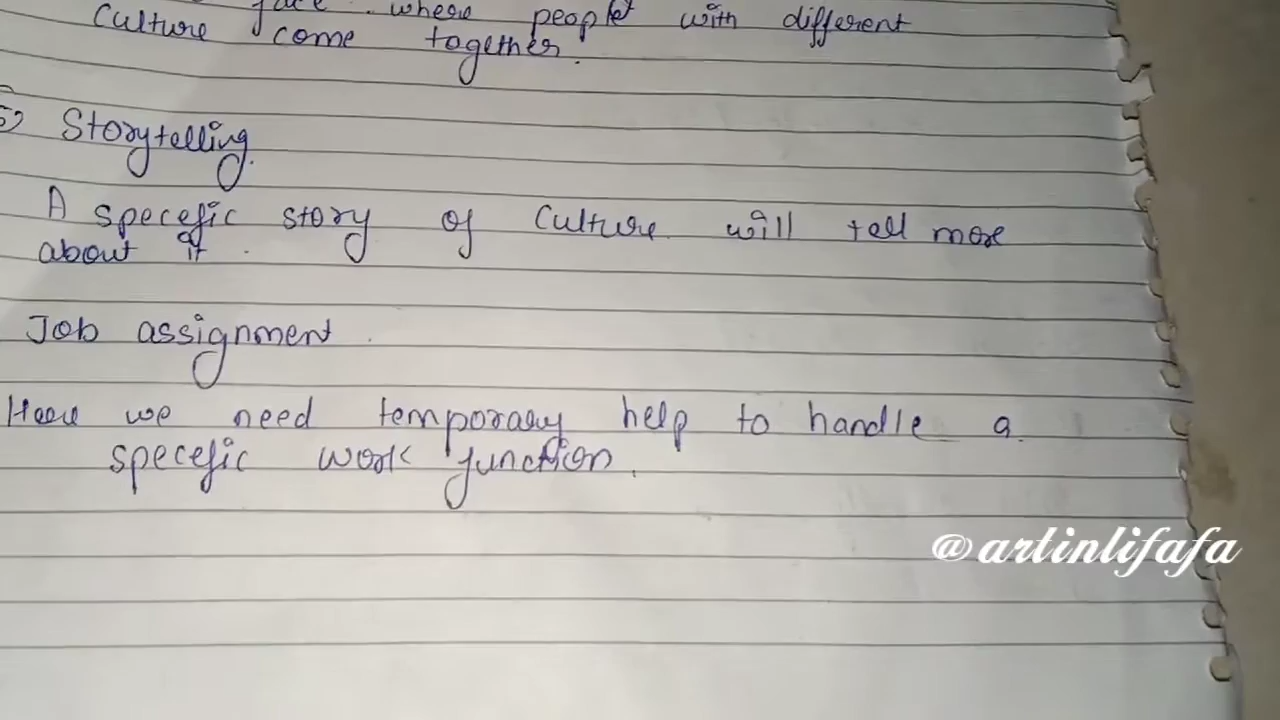 where people with different
Culture come together.
5) Storytelling.
A specefic story of Culture will tell more
about it.
Job assignment.
Here we need temporary help to handle a
specefic work function.
@artinlifafa